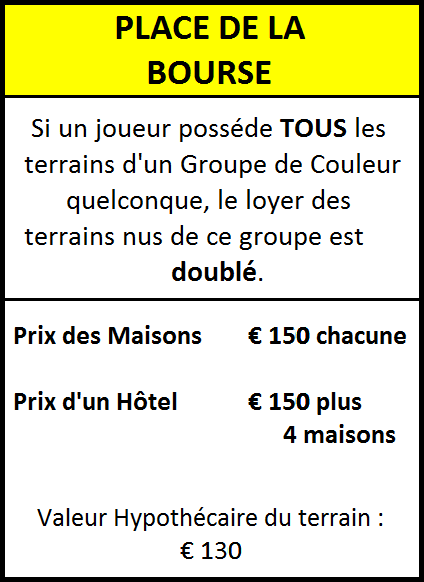 PLACE DE LA
BOURSE
Si un joueur posséde TOUS les
terrains d'un Groupe de Couleur
quelconque, le loyer des
terrains nus de ce groupe est
doublé.
Prix des Maisons € 150 chacune
Prix d'un Hôtel € 150 plus
4 maisons
Valeur Hypothécaire du terrain :
€ 130